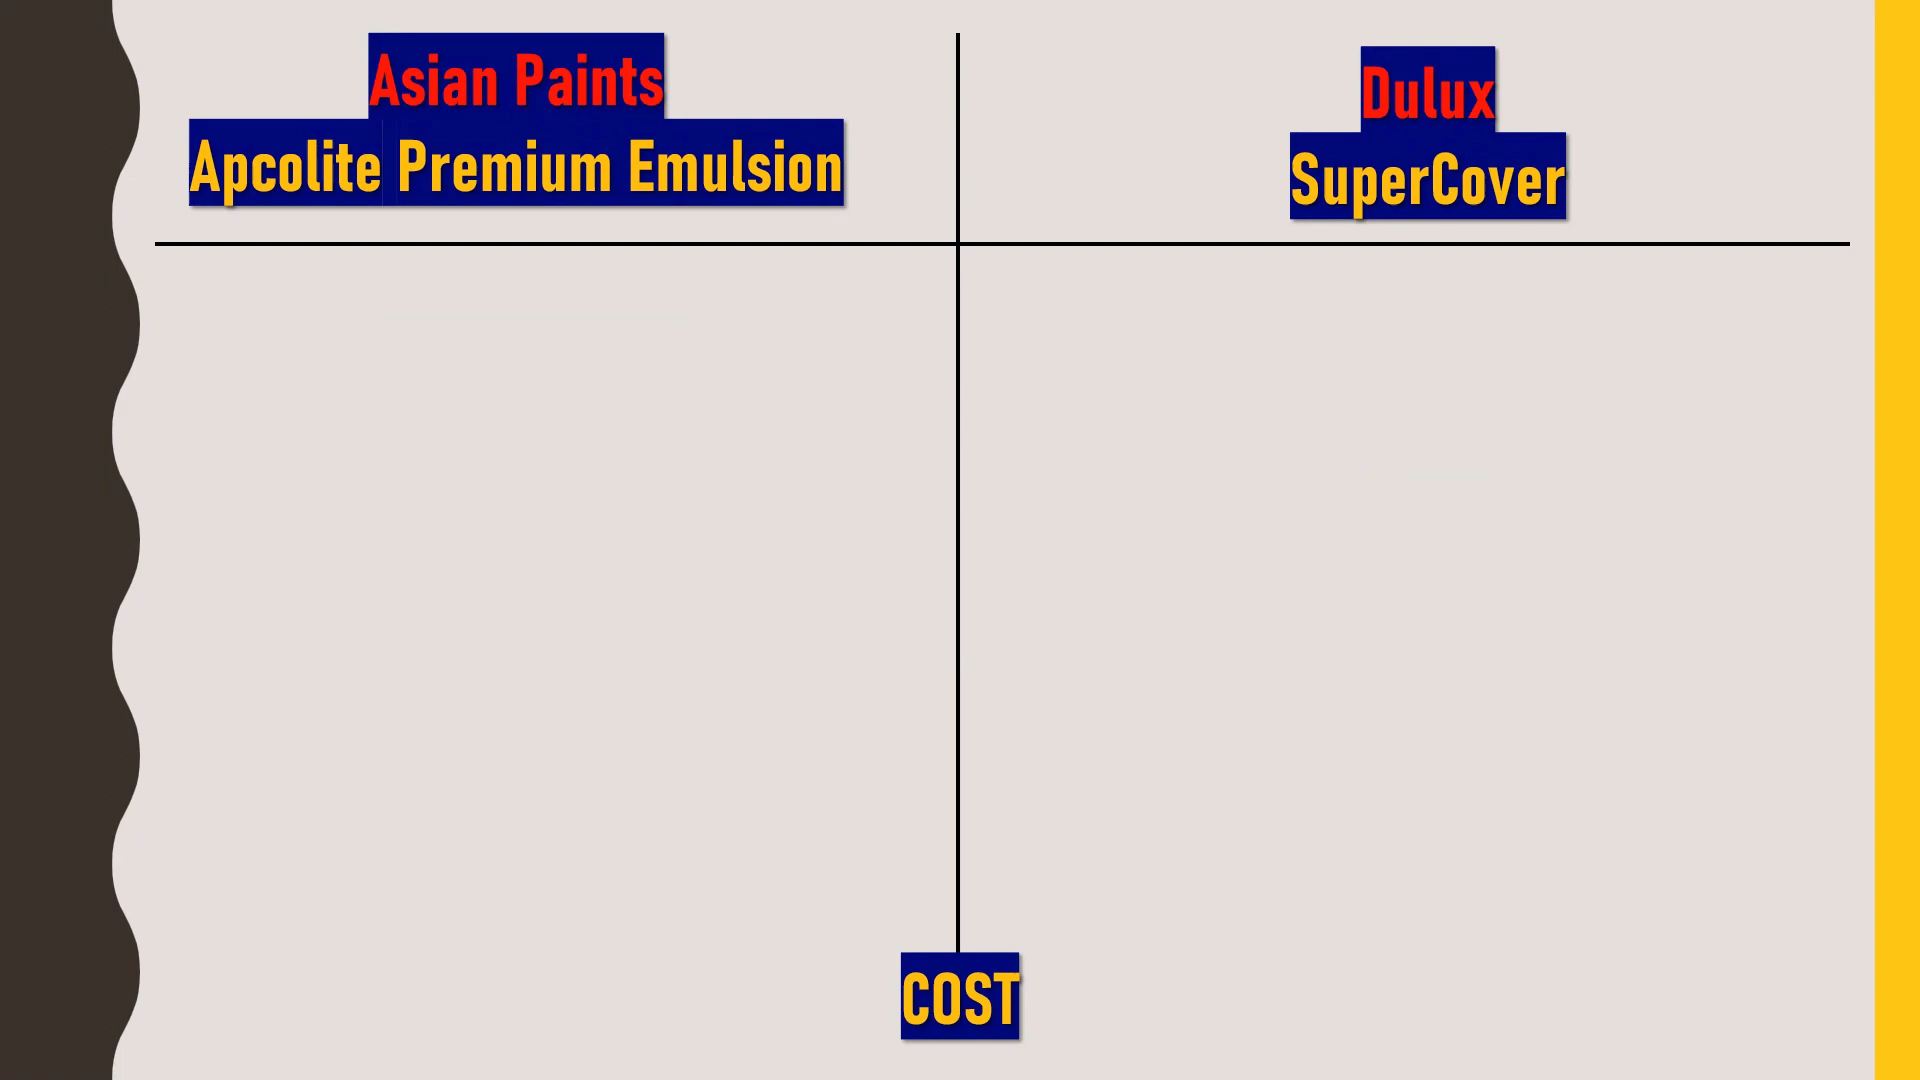 Asian Paints
Apcolite Premium Emulsion
Dulux
SuperCover
COST